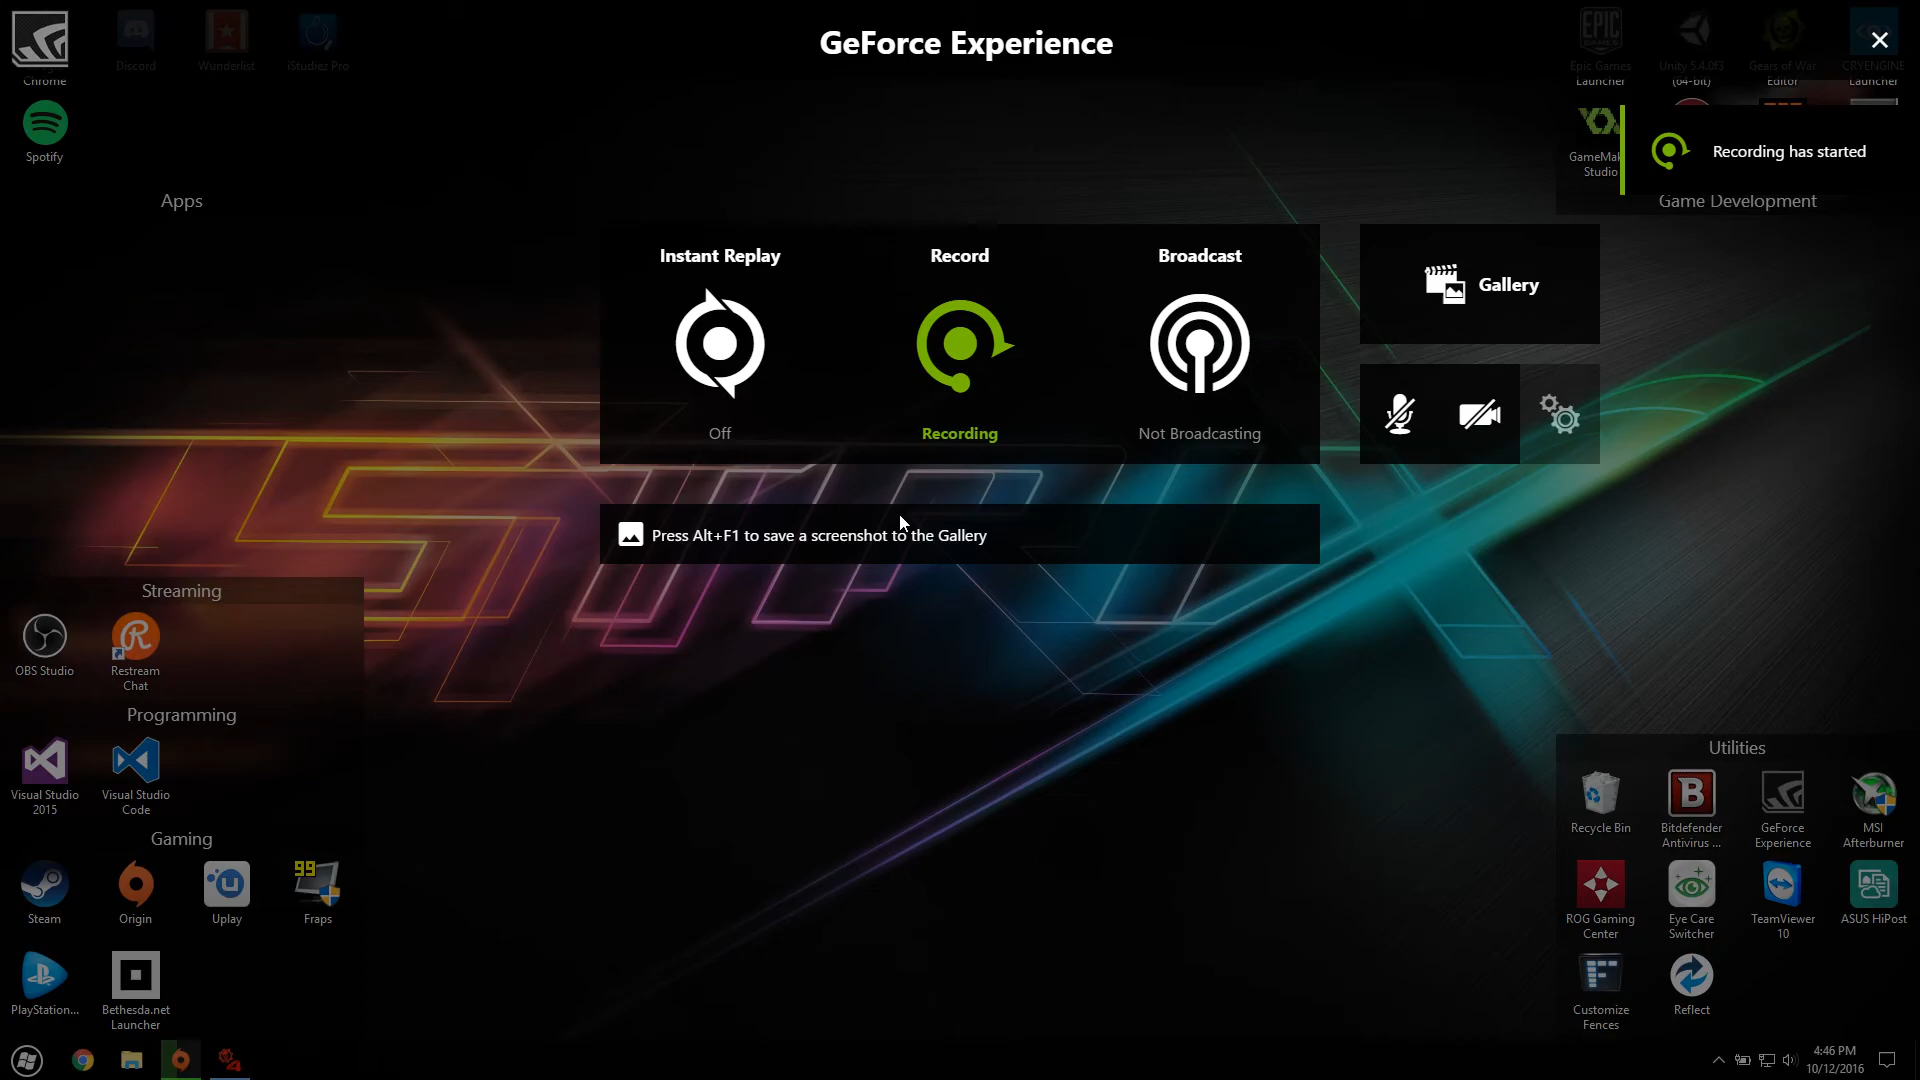 GeForce Experience
Chrome
Discord
Wunderlist
iStudiez Pro
EPIC
GAMES
Epic Games
Launcher
Unity 5.4.0f3
(64-bit)
Gears of War
Editor
CRYENGINE
Launcher
Spotify
GameMak
Studio
Recording has started
Apps
Game Development
Instant Replay
Record
Broadcast
Gallery
Off
Recording
Not Broadcasting
Press Alt+F1 to save a screenshot to the Gallery
Streaming
OBS Studio
Restream
Chat
Programming
Visual Studio
2015
Visual Studio
Code
Gaming
99
Steam
Origin
Uplay
Fraps
PlayStation...
Bethesda.net
Launcher
Utilities
Recycle Bin
Bitdefender
Antivirus ...
GeForce
Experience
MSI
Afterburner
ROG Gaming
Center
Eye Care
Switcher
TeamViewer
10
ASUS HiPost
Customize
Fences
Reflect
4:46 PM
10/12/2016